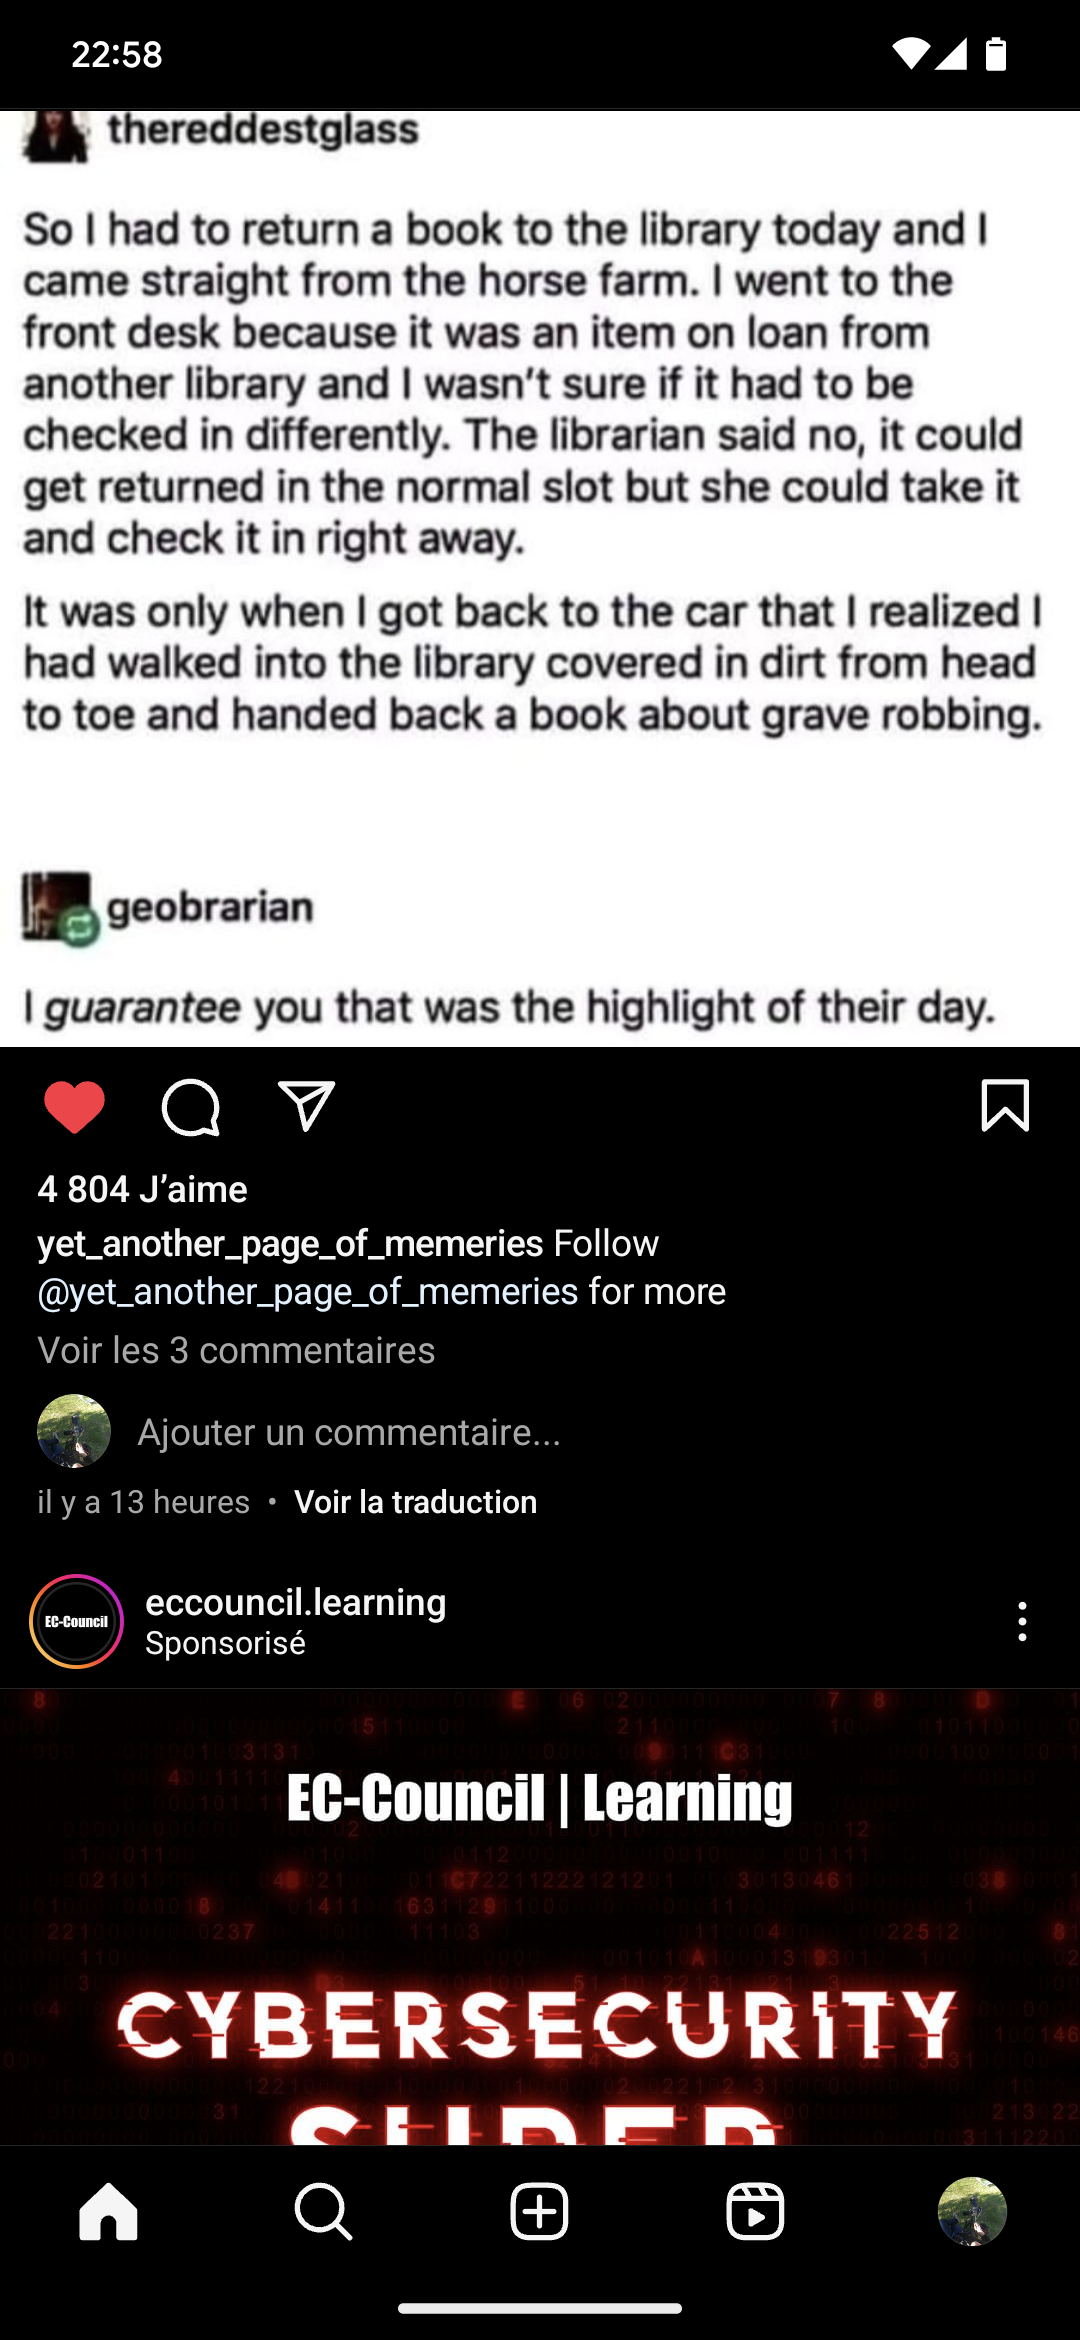 22:58
thereddestglass
So I had to return a book to the library today and I
came straight from the horse farm. I went to the
front desk because it was an item on loan from
another library and I wasn't sure if it had to be
checked in differently. The librarian said no, it could
get returned in the normal slot but she could take it
and check it in right away.
It was only when I got back to the car that I realized I
had walked into the library covered in dirt from head
to toe and handed back a book about grave robbing.
geobrarian
I guarantee you that was the highlight of their day.
4 804 J’aime
yet_another_page_of_memeries Follow
@yet_another_page_of_memeries for more
Voir les 3 commentaires
Ajouter un commentaire...
il y a 13 heures • Voir la traduction
EC-Council
eccouncil.learning
Sponsorisé
EC-Council | Learning
CYBERSECURITY
SUPER